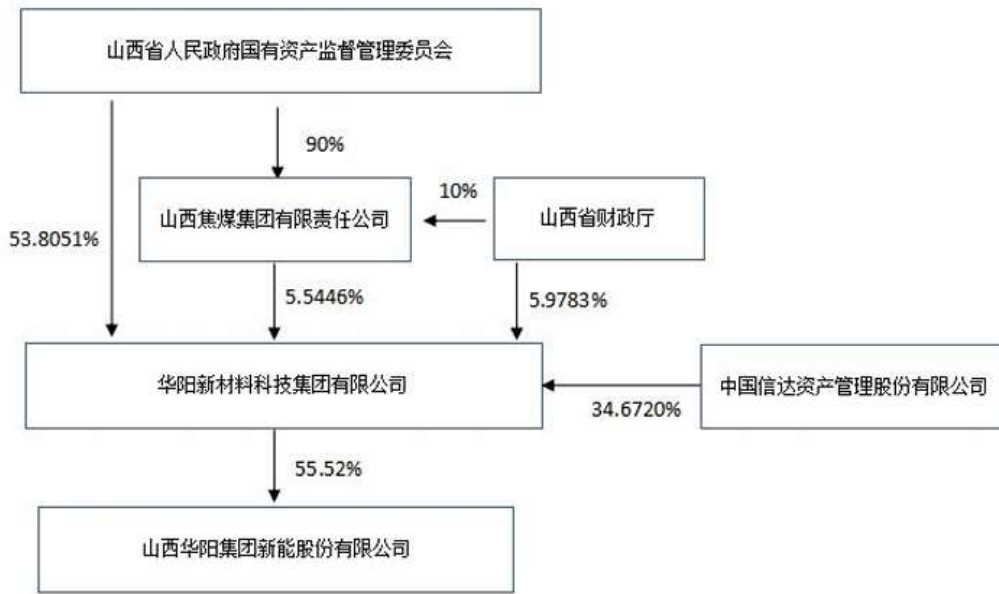 山西省人民政府国有资产监督管理委员会
90%
10%
山西焦煤集团有限责任公司
山西省财政厅
53.8051%
5.5446%
5.9783%
华阳新材料科技集团有限公司
中国信达资产管理股份有限公司
34.6720%
55.52%
山西华阳集团新能股份有限公司